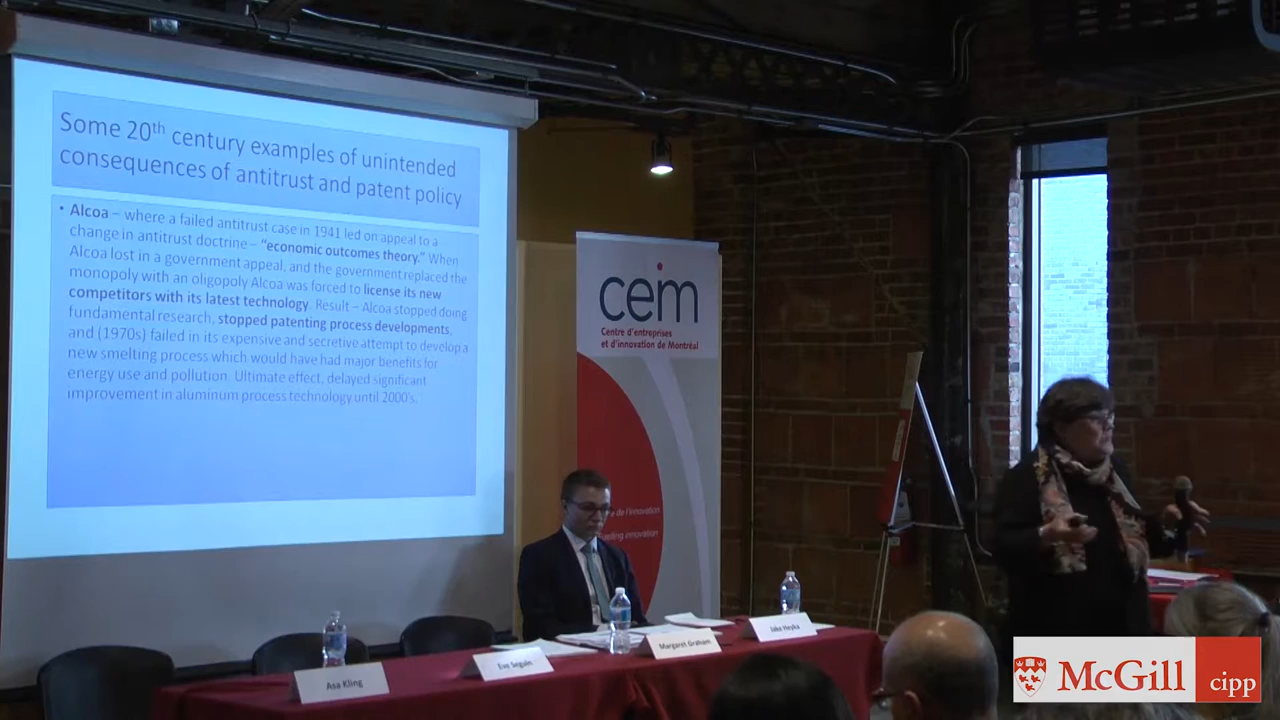 Some 20th century examples of unintended
consequences of antitrust and patent policy
• Alcoa – where a failed antitrust case in 1941 led on appeal to a
change in antitrust doctrine – "economic outcomes theory." When
Alcoa lost in a government appeal, and the government replaced the
monopoly with an oligopoly Alcoa was forced to license its new
competitors with its latest technology. Result – Alcoa stopped doing
fundamental research, stopped patenting process developments,
and (1970s) failed in its expensive and secretive attempt to develop a
new smelting process which would have had major benefits for
energy use and pollution. Ultimate effect, delayed significant
improvement in aluminum process technology until 2000's.
cem
Centre d'entreprises
et d'innovation de Montréal
de l'innovation
Fuelling innovation
Asa Kling
Eve Seguin
Margaret Graham
Jake Heyka
McGill
cipp